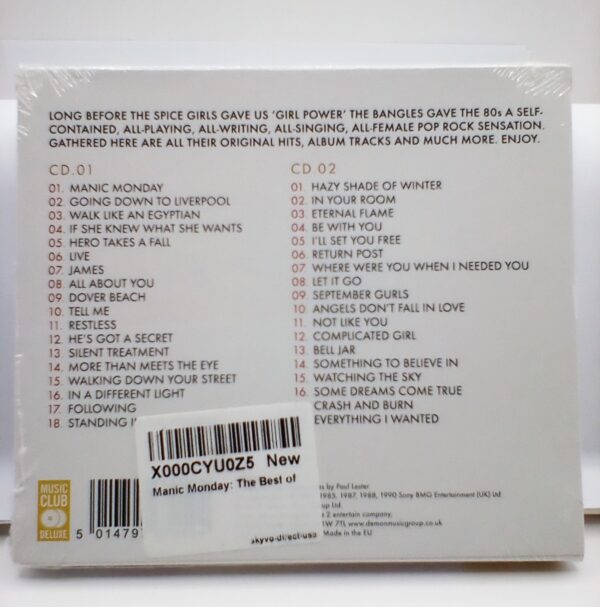 LONG BEFORE THE SPICE GIRLS GAVE US 'GIRL POWER' THE BANGLES GAVE THE 80s A SELF-
CONTAINED, ALL-PLAYING, ALL-WRITING, ALL-SINGING, ALL-FEMALE POP ROCK SENSATION.
GATHERED HERE ARE ALL THEIR ORIGINAL HITS, ALBUM TRACKS AND MUCH MORE. ENJOY.
CD.01
01. MANIC MONDAY
02. GOING DOWN TO LIVERPOOL
03. WALK LIKE AN EGYPTIAN
04. IF SHE KNEW WHAT SHE WANTS
05. HERO TAKES A FALL
06. LIVE
07. JAMES
08. ALL ABOUT YOU
09. DOVER BEACH
10. TELL ME
11. RESTLESS
12. HE'S GOT A SECRET
13 SILENT TREATMENT
14. MORE THAN MEETS THE EYE
15. WALKING DOWN YOUR STREET
16. IN A DIFFERENT LIGHT
17. FOLLOWING
18 STANDING
CD 02
01. HAZY SHADE OF WINTER
02. IN YOUR ROOM
03. ETERNAL FLAME
04. BE WITH YOU
05. I'LL SET YOU FREE
06. RETURN POST
07. WHERE WERE YOU WHEN I NEEDED YOU
08. LET IT GO
09. SEPTEMBER GURLS
10. ANGELS DON'T FALL IN LOVE
11. NOT LIKE YOU
12. COMPLICATED GIRL
13. BELL JAR
14. SOMETHING TO BELIEVE IN
15. WATCHING THE SKY
16. SOME DREAMS COME TRUE
CRASH AND BURN
EVERYTHING I WANTED
X000CYU0Z5 New
Manic Monday: The Best of
skyvo-direct-usa
MUSIC
CLUB
DELUXE
5 01479
by Paul Lester
1985, 1987, 1988, 1990 Sony BMG Entertainment (UK) Ltd
Ltd
2 entertain company,
1W 7TL www.demonmusicgroup.co.uk
Made in the EU